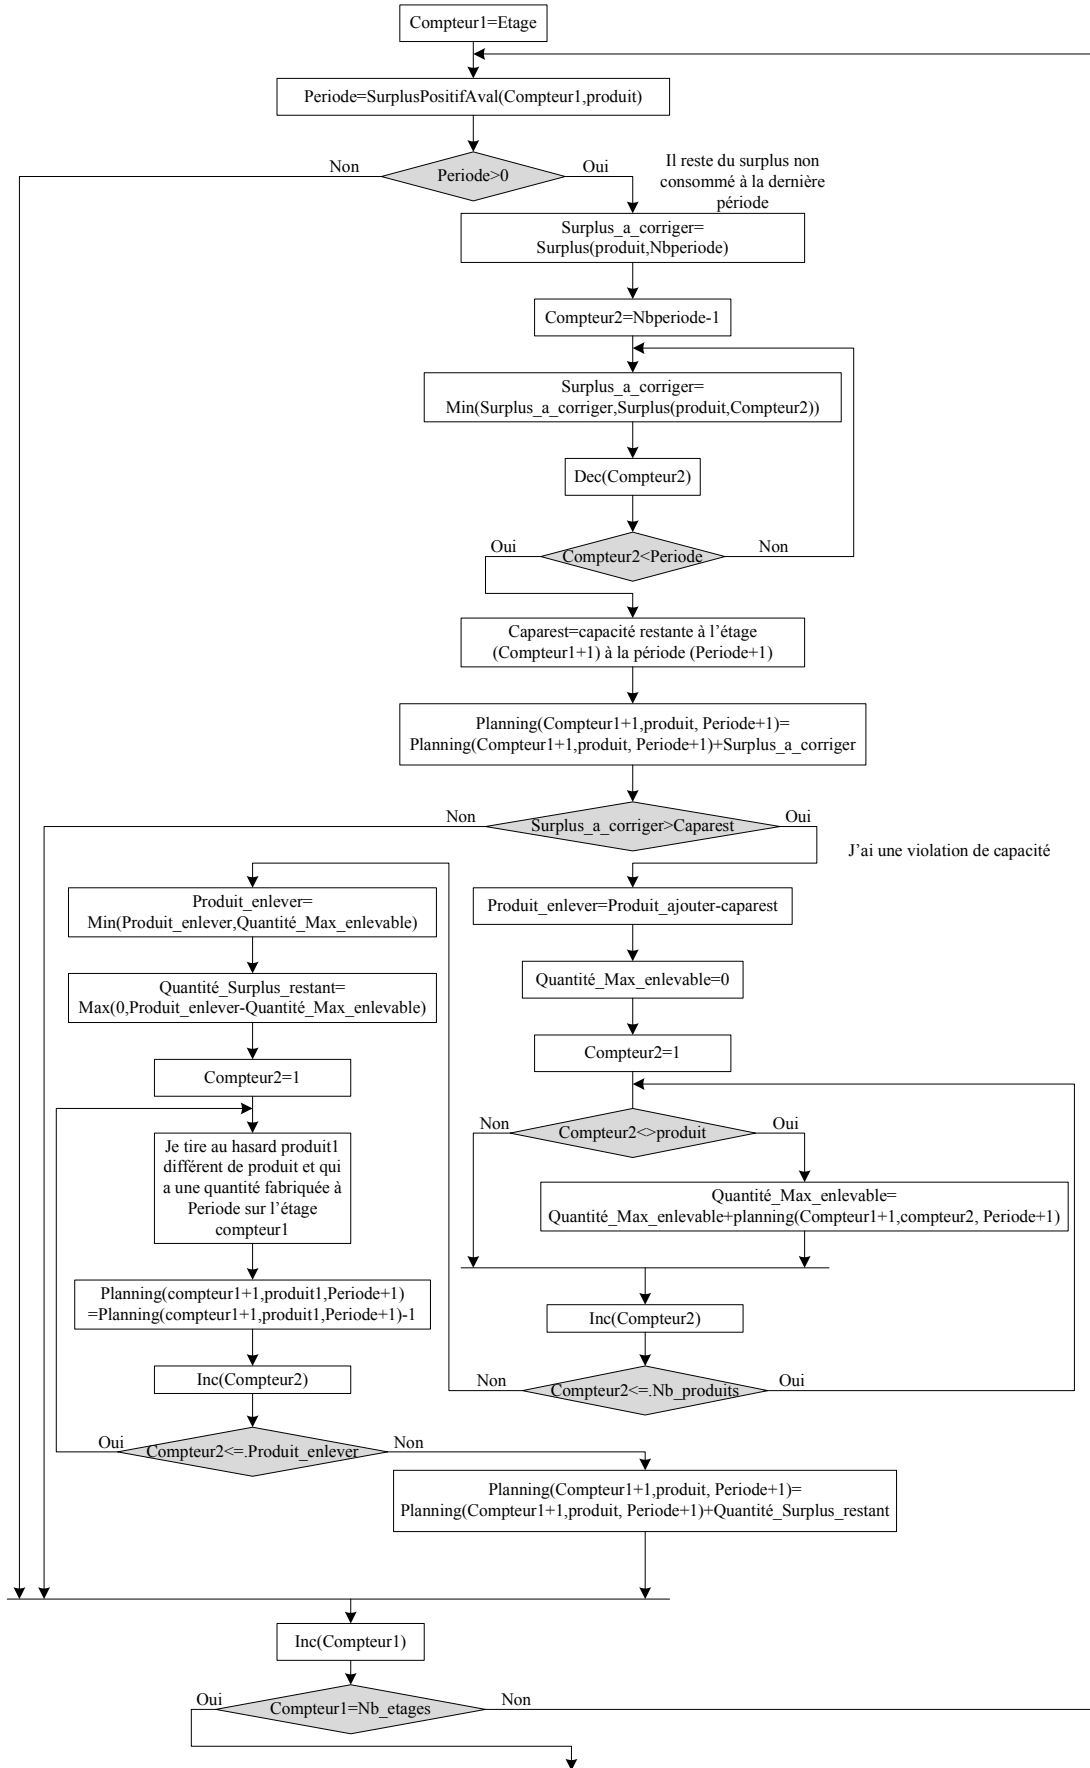 Compteur1=Etage
Periode=SurplusPositifAval(Compteur1,produit)
Non
Periode>0
Oui
Il reste du surplus non
consommé à la dernière
période
Surplus_a_corriger=
Surplus(produit,Nbperiode)
Compteur2=Nbperiode-1
Surplus_a_corriger=
Min(Surplus_a_corriger,Surplus(produit,Compteur2))
Dec(Compteur2)
Oui
Compteur2<Periode
Non
Caparest=capacité restante à l’étage
(Compteur1+1) à la période (Periode+1)
Planning(Compteur1+1,produit, Periode+1)=
Planning(Compteur1+1,produit, Periode+1)+Surplus_a_corriger
Non
Surplus_a_corriger>Caparest
Oui
J’ai une violation de capacité
Produit_enlever=
Min(Produit_enlever,Quantité_Max_enlevable)
Quantité_Surplus_restant=
Max(0,Produit_enlever-Quantité_Max_enlevable)
Compteur2=1
Je tire au hasard produit1
différent de produit et qui
a une quantité fabriquée à
Periode sur l’étage
compteur1
Planning(compteur1+1,produit1,Periode+1)
=Planning(compteur1+1,produit1,Periode+1)-1
Inc(Compteur2)
Oui
Compteur2<=.Produit_enlever
Non
Produit_enlever=Produit_ajouter-caparest
Quantité_Max_enlevable=0
Compteur2=1
Non
Compteur2<>produit
Oui
Quantité_Max_enlevable=
Quantité_Max_enlevable+planning(Compteur1+1,compteur2, Periode+1)
Inc(Compteur2)
Non
Compteur2<=.Nb_produits
Oui
Planning(Compteur1+1,produit, Periode+1)=
Planning(Compteur1+1,produit, Periode+1)+Quantité_Surplus_restant
Inc(Compteur1)
Oui
Compteur1=Nb_etages
Non